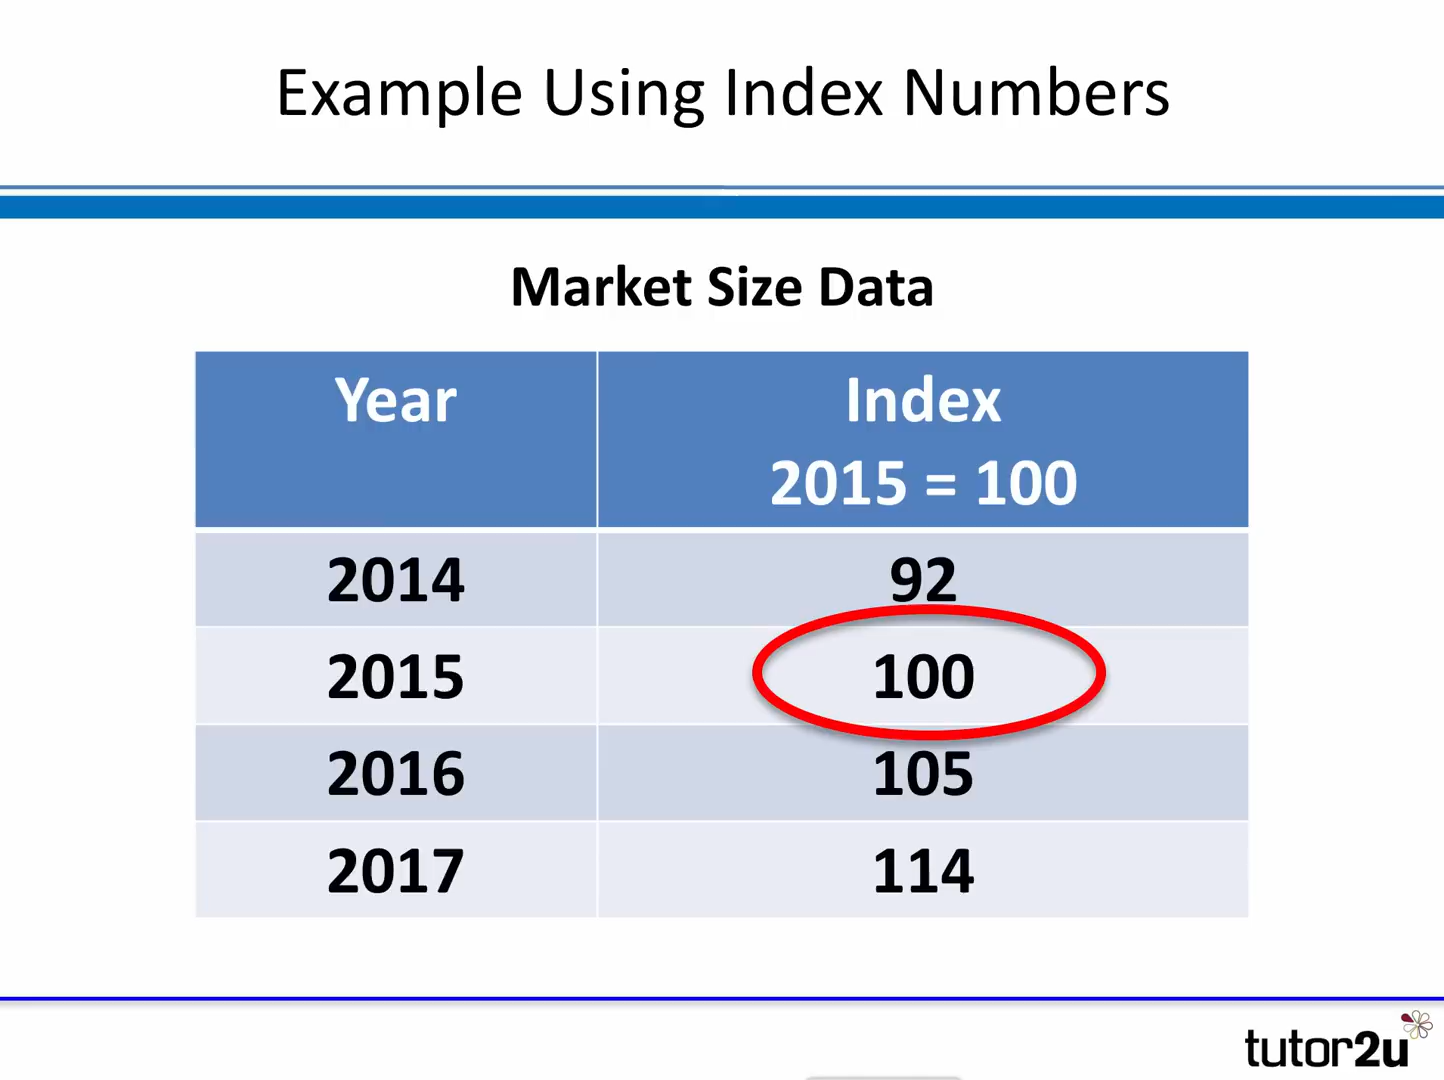 Example Using Index Numbers
Market Size Data
Year Index
2015 = 100
2014 92
2015 100
2016 105
2017 114
tutor2u